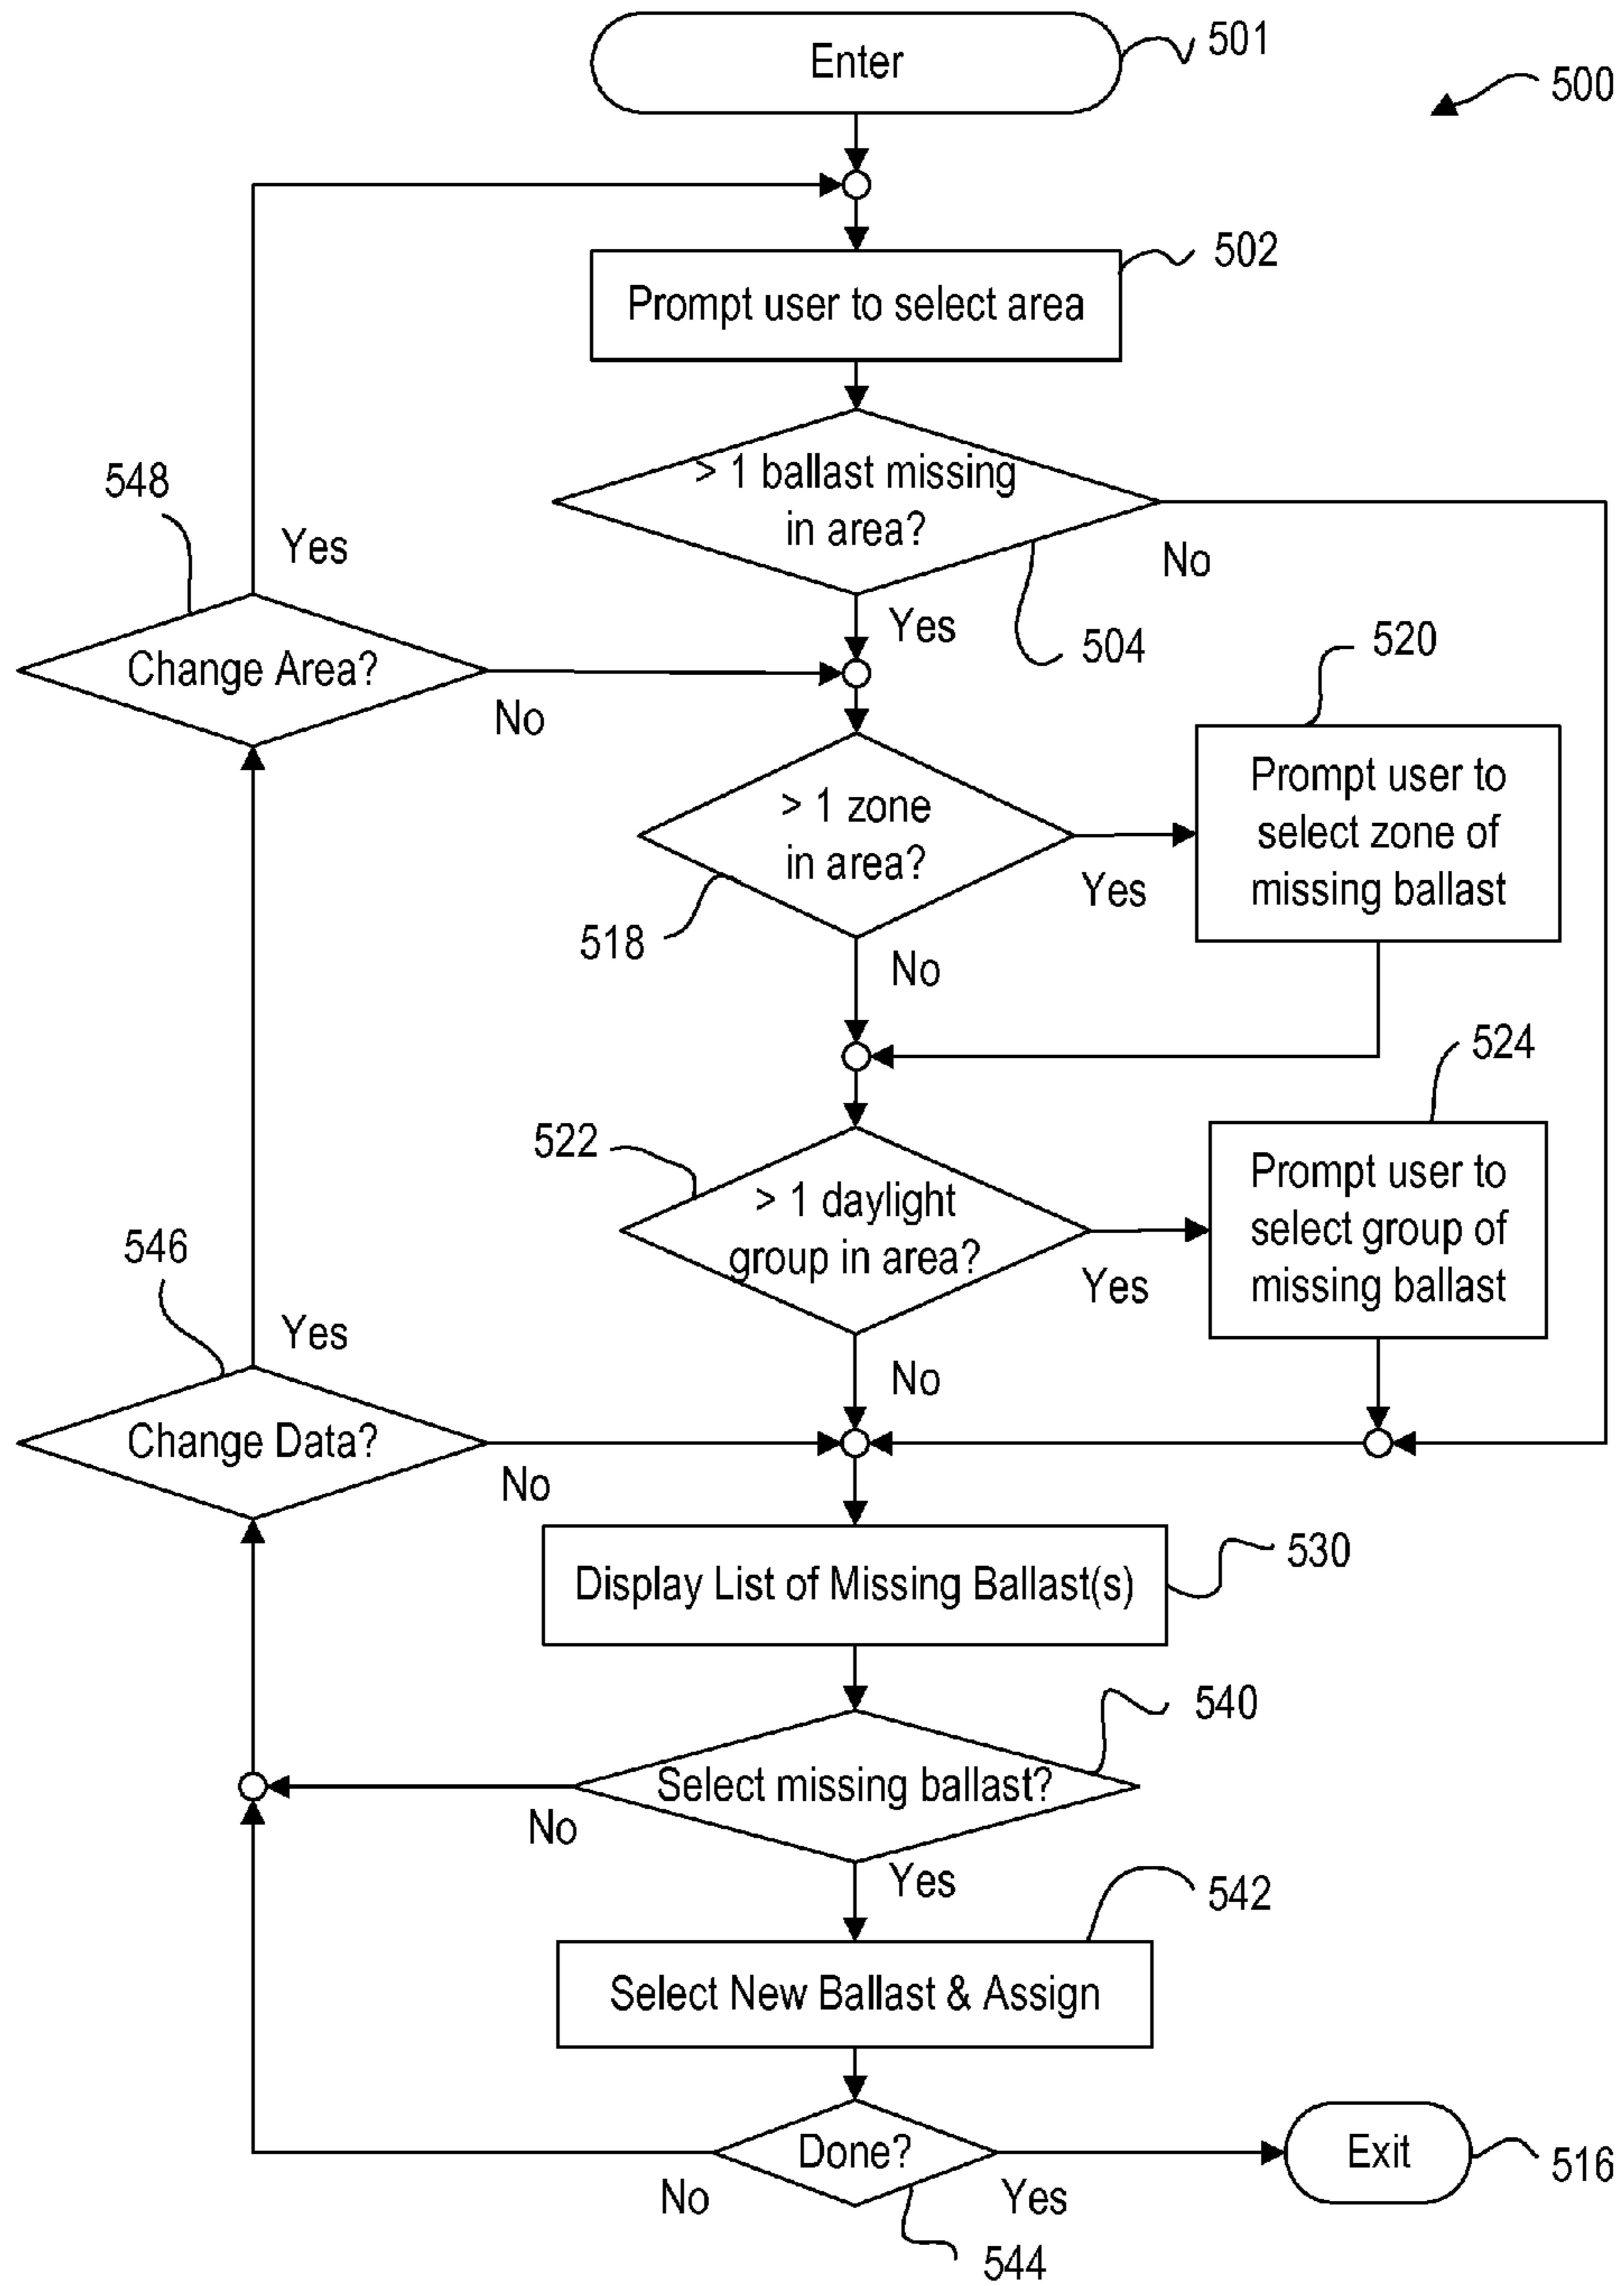 Enter
501
500
502
Prompt user to select area
> 1 ballast missing
in area?
548
Yes
No
504
Yes
520
Change Area?
No
Prompt user to
select zone of
missing ballast
> 1 zone
in area?
Yes
518
No
524
522
Prompt user to
select group of
missing ballast
> 1 daylight
group in area?
546
Yes
Yes
No
Change Data?
No
530
Display List of Missing Ballast(s)
540
Select missing ballast?
No
Yes
542
Select New Ballast & Assign
Done?
Exit
516
No
Yes
544